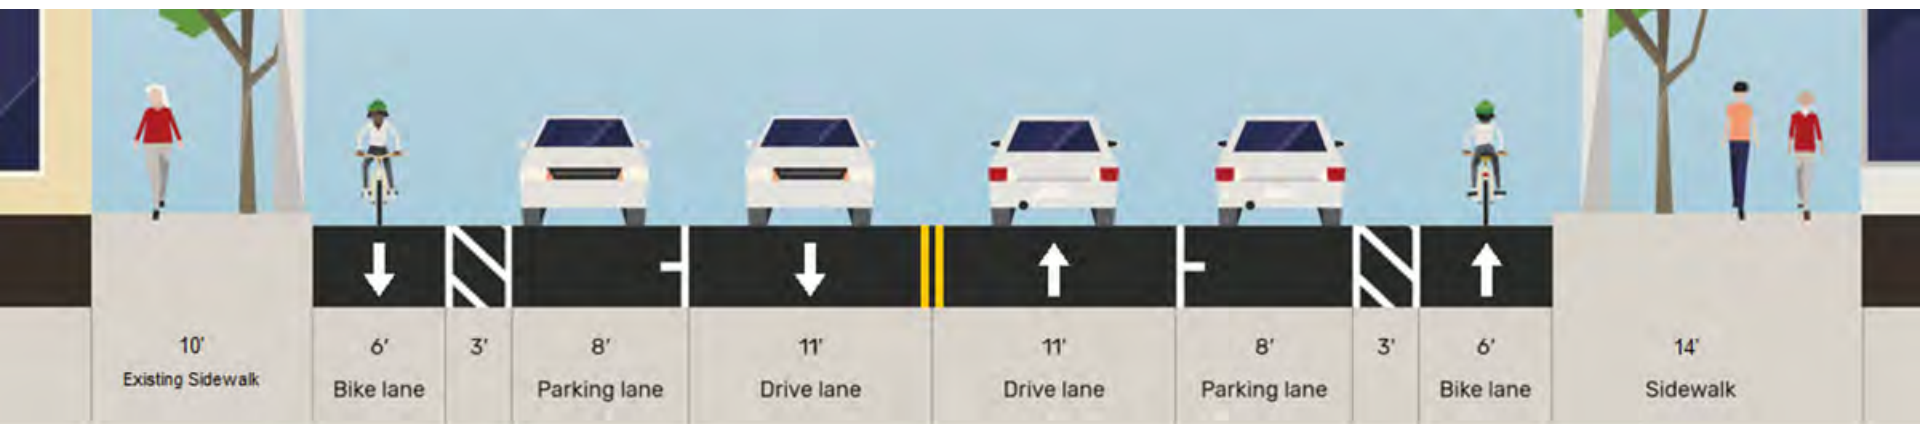 10'
Existing Sidewalk
6'
Bike lane
3'
8'
Parking lane
11'
Drive lane
11'
Drive lane
8'
Parking lane
3'
6'
Bike lane
14'
Sidewalk